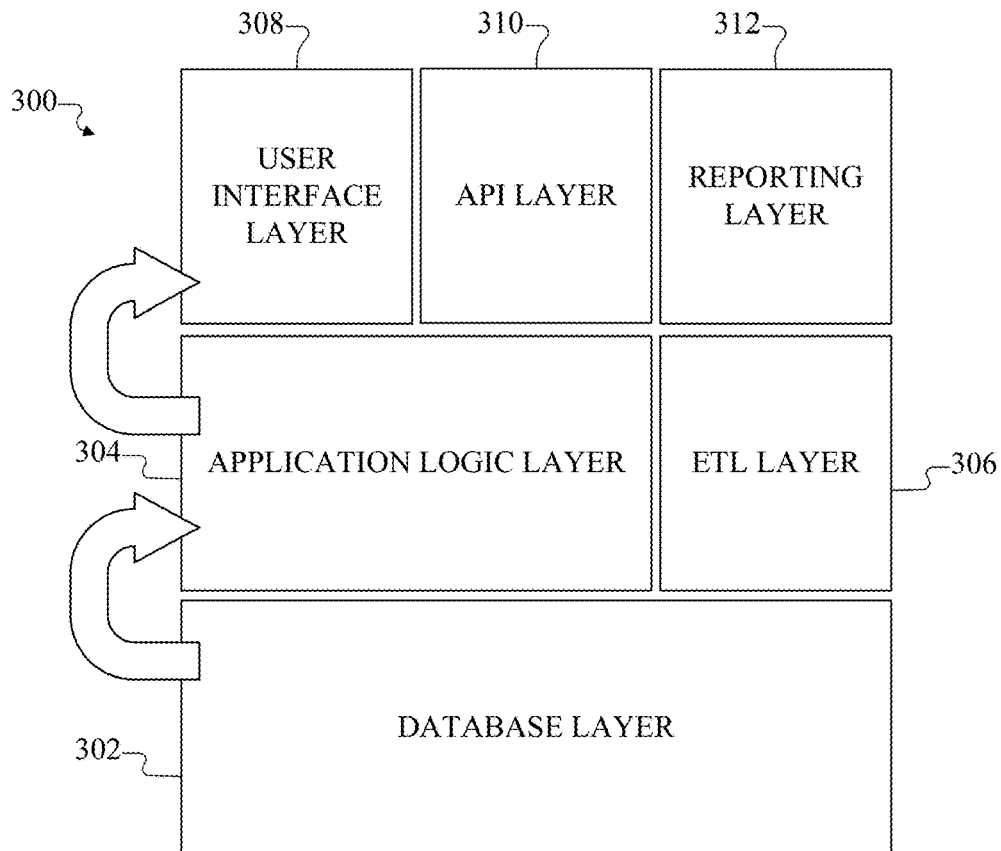 308
310
312
300
USER
INTERFACE
LAYER
API LAYER
REPORTING
LAYER
304
APPLICATION LOGIC LAYER
ETL LAYER
306
DATABASE LAYER
302